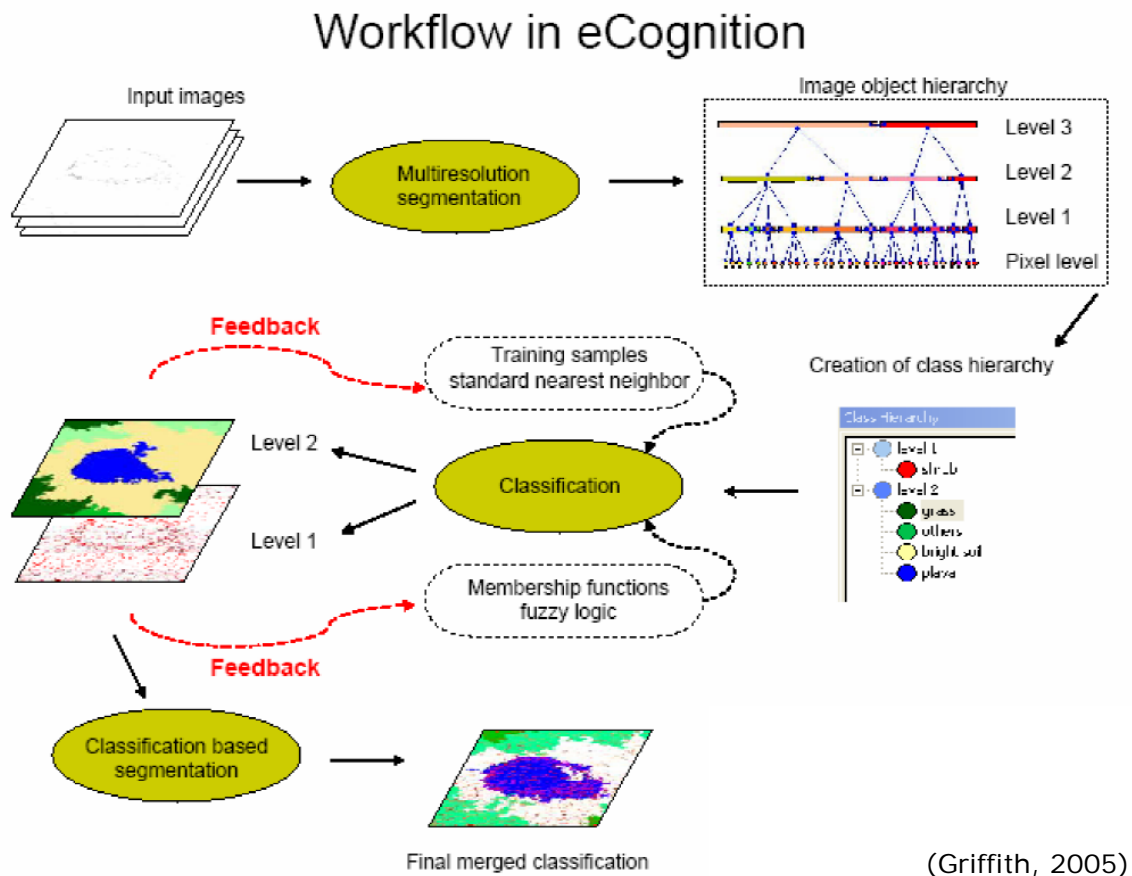 Workflow in eCognition
Input images
Multiresolution
segmentation
Image object hierarchy
Level 3
Level 2
Level 1
Pixel level
Creation of class hierarchy
Class Hierarchy
level 1
shrub
level 2
grass
others
bright soil
playa
Feedback
Training samples
standard nearest neighbor
Level 2
Classification
Level 1
Membership functions
fuzzy logic
Feedback
Classification based
segmentation
Final merged classification
(Griffith, 2005)